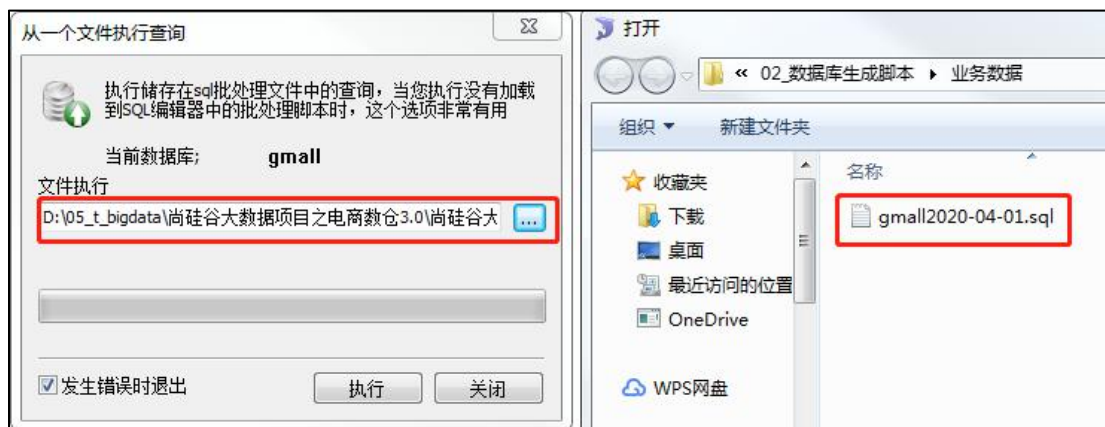 从一个文件执行查询
执行储存在sql批处理文件中的查询，当您执行没有加载
到SQL编辑器中的批处理脚本时，这个选项非常有用
当前数据库; gmall
文件执行
D:\05_t_bigdata\尚硅谷大数据项目之电商数仓3.0\尚硅谷大
...
发生错误时退出
执行
关闭
打开
« 02_数据库生成脚本 ▸ 业务数据
组织 ▼ 新建文件夹
收藏夹
下载
桌面
最近访问的位置
OneDrive
WPS网盘
名称
gmall2020-04-01.sql